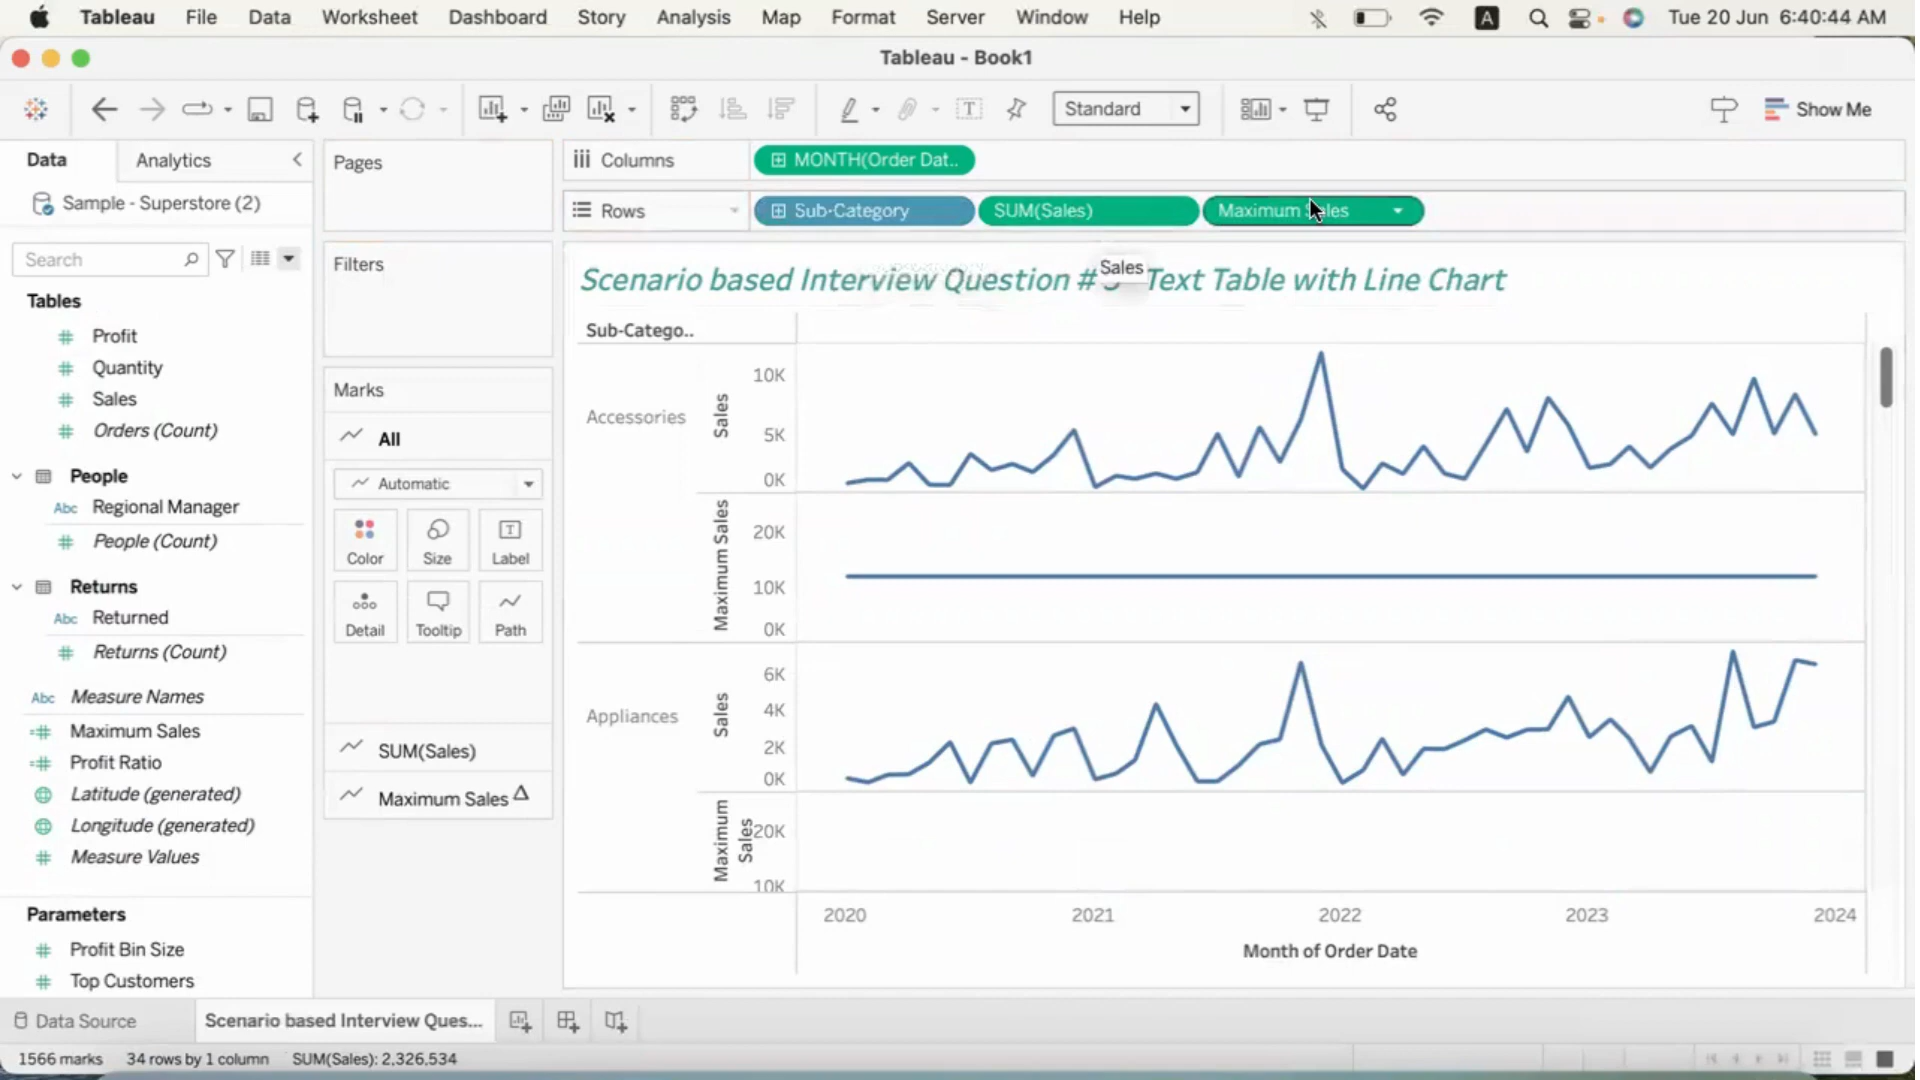 Tableau File Data Worksheet Dashboard Story Analysis Map Format Server Window Help A Tue 20 Jun 6:40:44 AM
Tableau - Book1
Standard Show Me
Data Analytics
Pages
Columns MONTH(Order Dat..
Sample - Superstore (2)
Rows Sub-Category SUM(Sales) Maximum Sales
Search
Filters
Scenario based Interview Question # Text Table with Line Chart
Sales
Tables
Sub-Catego..
Profit
Quantity
Sales
Orders (Count)
People
Abc Regional Manager
People (Count)
Returns
Abc Returned
Returns (Count)
Abc Measure Names
Maximum Sales
Profit Ratio
Latitude (generated)
Longitude (generated)
Measure Values
Parameters
Profit Bin Size
Top Customers
Marks
All
Automatic
Color Size Label
Detail Tooltip Path
SUM(Sales)
Maximum Sales
Accessories
Sales
10K
5K
0K
Maximum Sales
20K
10K
0K
Appliances
Sales
6K
4K
2K
0K
Maximum
Sales
20K
10K
2020 2021 2022 2023 2024
Month of Order Date
Data Source Scenario based Interview Ques...
1566 marks 34 rows by 1 column SUM(Sales): 2,326,534